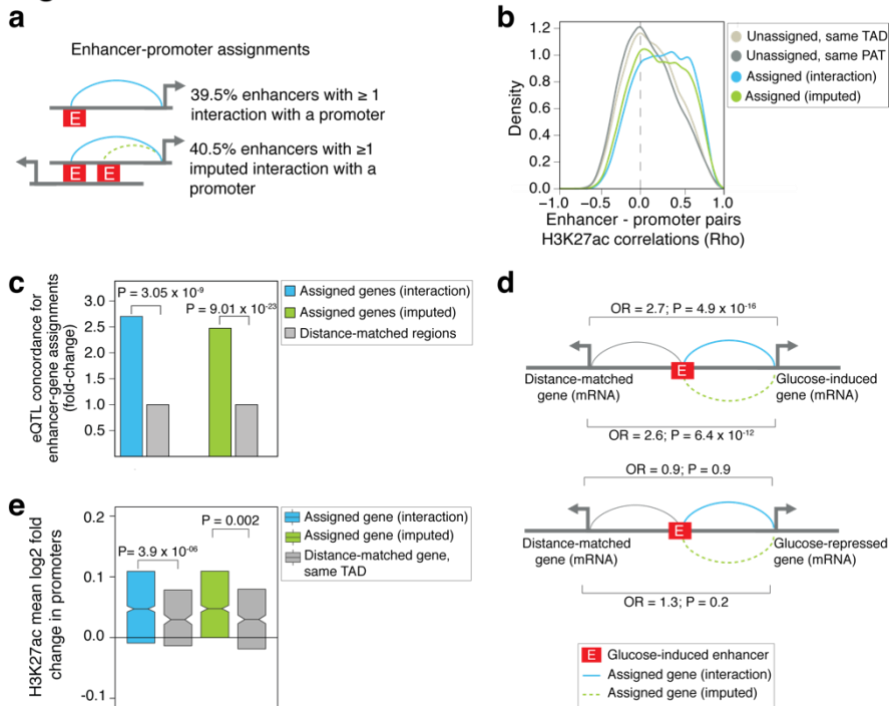 a
Enhancer-promoter assignments
E
39.5% enhancers with ≥ 1
interaction with a promoter
E
E
40.5% enhancers with ≥1
imputed interaction with a
promoter
b
Density
1.2
1.0
0.8
0.6
0.4
0.2
0.0
−1.0
−0.5
0.0
0.5
1.0
Enhancer - promoter pairs
H3K27ac correlations (Rho)
Unassigned, same TAD
Unassigned, same PAT
Assigned (interaction)
Assigned (imputed)
c
eQTL concordance for
enhancer-gene assignments
(fold-change)
3.0
2.5
2.0
1.0
0.5
P = 3.05 x 10-9
P = 9.01 x 10-23
Assigned genes (interaction)
Assigned genes (imputed)
Distance-matched regions
d
OR = 2.7; P = 4.9 x 10-16
E
Distance-matched
gene (mRNA)
Glucose-induced
gene (mRNA)
OR = 2.6; P = 6.4 x 10-12
OR = 0.9; P = 0.9
E
Distance-matched
gene (mRNA)
Glucose-repressed
gene (mRNA)
OR = 1.3; P = 0.2
E
Glucose-induced enhancer
Assigned gene (interaction)
Assigned gene (imputed)
e
H3K27ac mean log2 fold
change in promoters
0.2
0.1
0.0
-0.1
P= 3.9 x 10-06
P = 0.002
Assigned gene (interaction)
Assigned gene (imputed)
Distance-matched gene,
same TAD